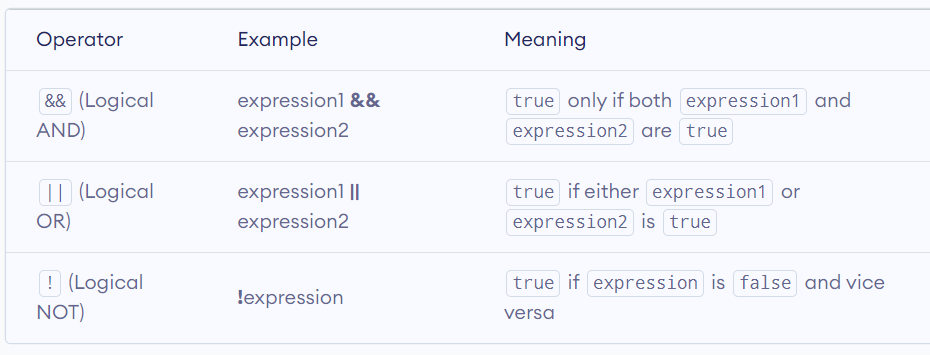 Operator Example Meaning
&& (Logical expression1 && true only if both expression1 and
AND) expression2 expression2 are true
|| (Logical expression1 || true if either expression1 or
OR) expression2 expression2 is true
! (Logical !expression true if expression is false and vice
NOT) versa